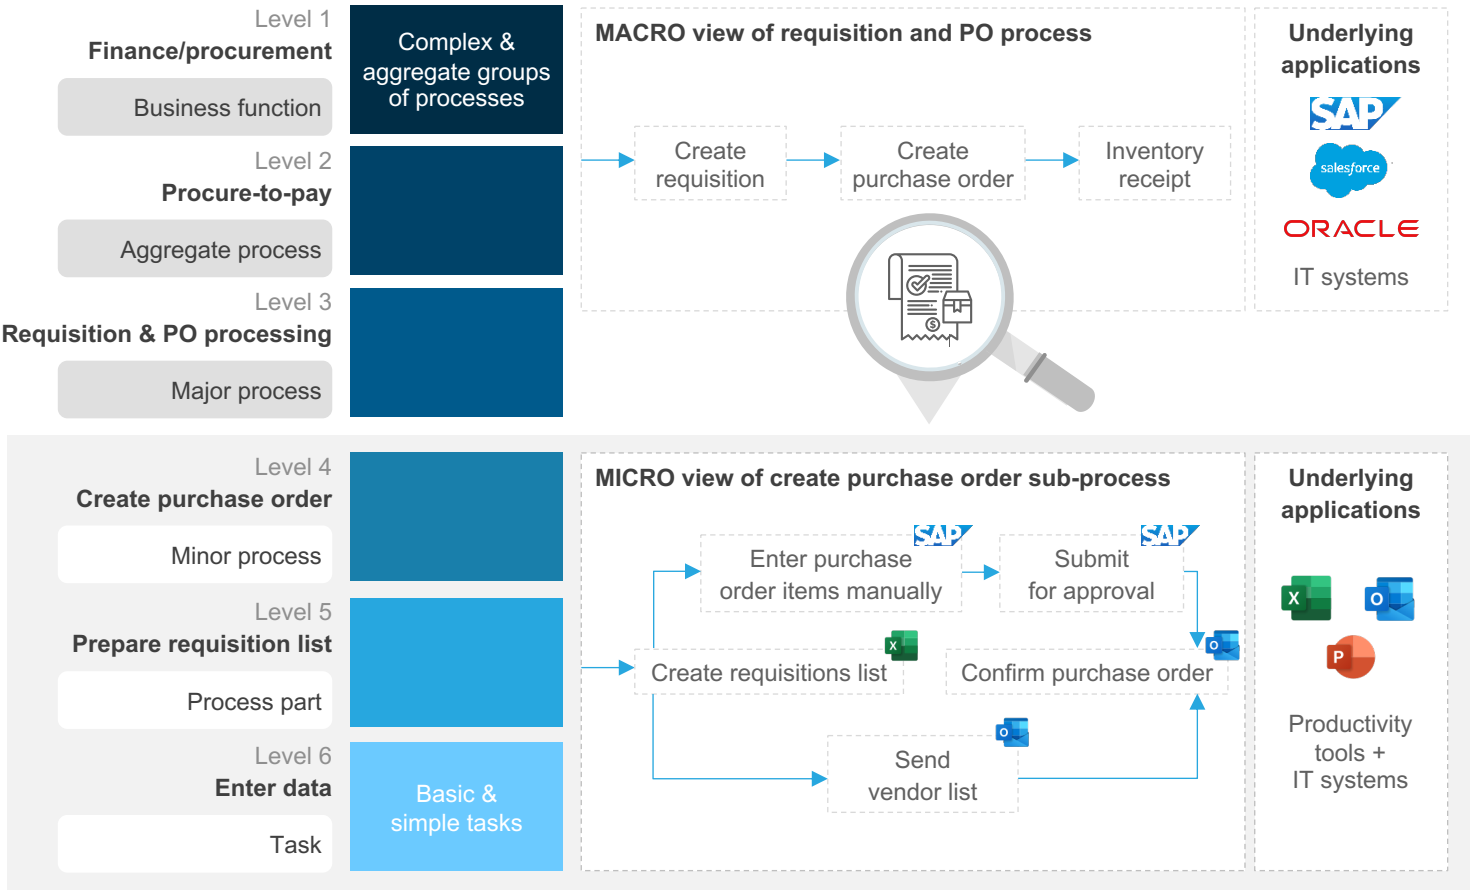 Level 1
Finance/procurement
Business function
Level 2
Procure-to-pay
Aggregate process
Level 3
Requisition & PO processing
Major process
Complex &
aggregate groups
of processes
MACRO view of requisition and PO process
Create
requisition
Create
purchase order
Inventory
receipt
$
Underlying
applications
SAP
salesforce
ORACLE
IT systems
Level 4
Create purchase order
Minor process
Level 5
Prepare requisition list
Process part
Level 6
Enter data
Task
Basic &
simple tasks
MICRO view of create purchase order sub-process
SAP
Enter purchase
order items manually
SAP
Submit
for approval
X
Create requisitions list
O
Confirm purchase order
O
Send
vendor list
Underlying
applications
X
O
P
Productivity
tools +
IT systems